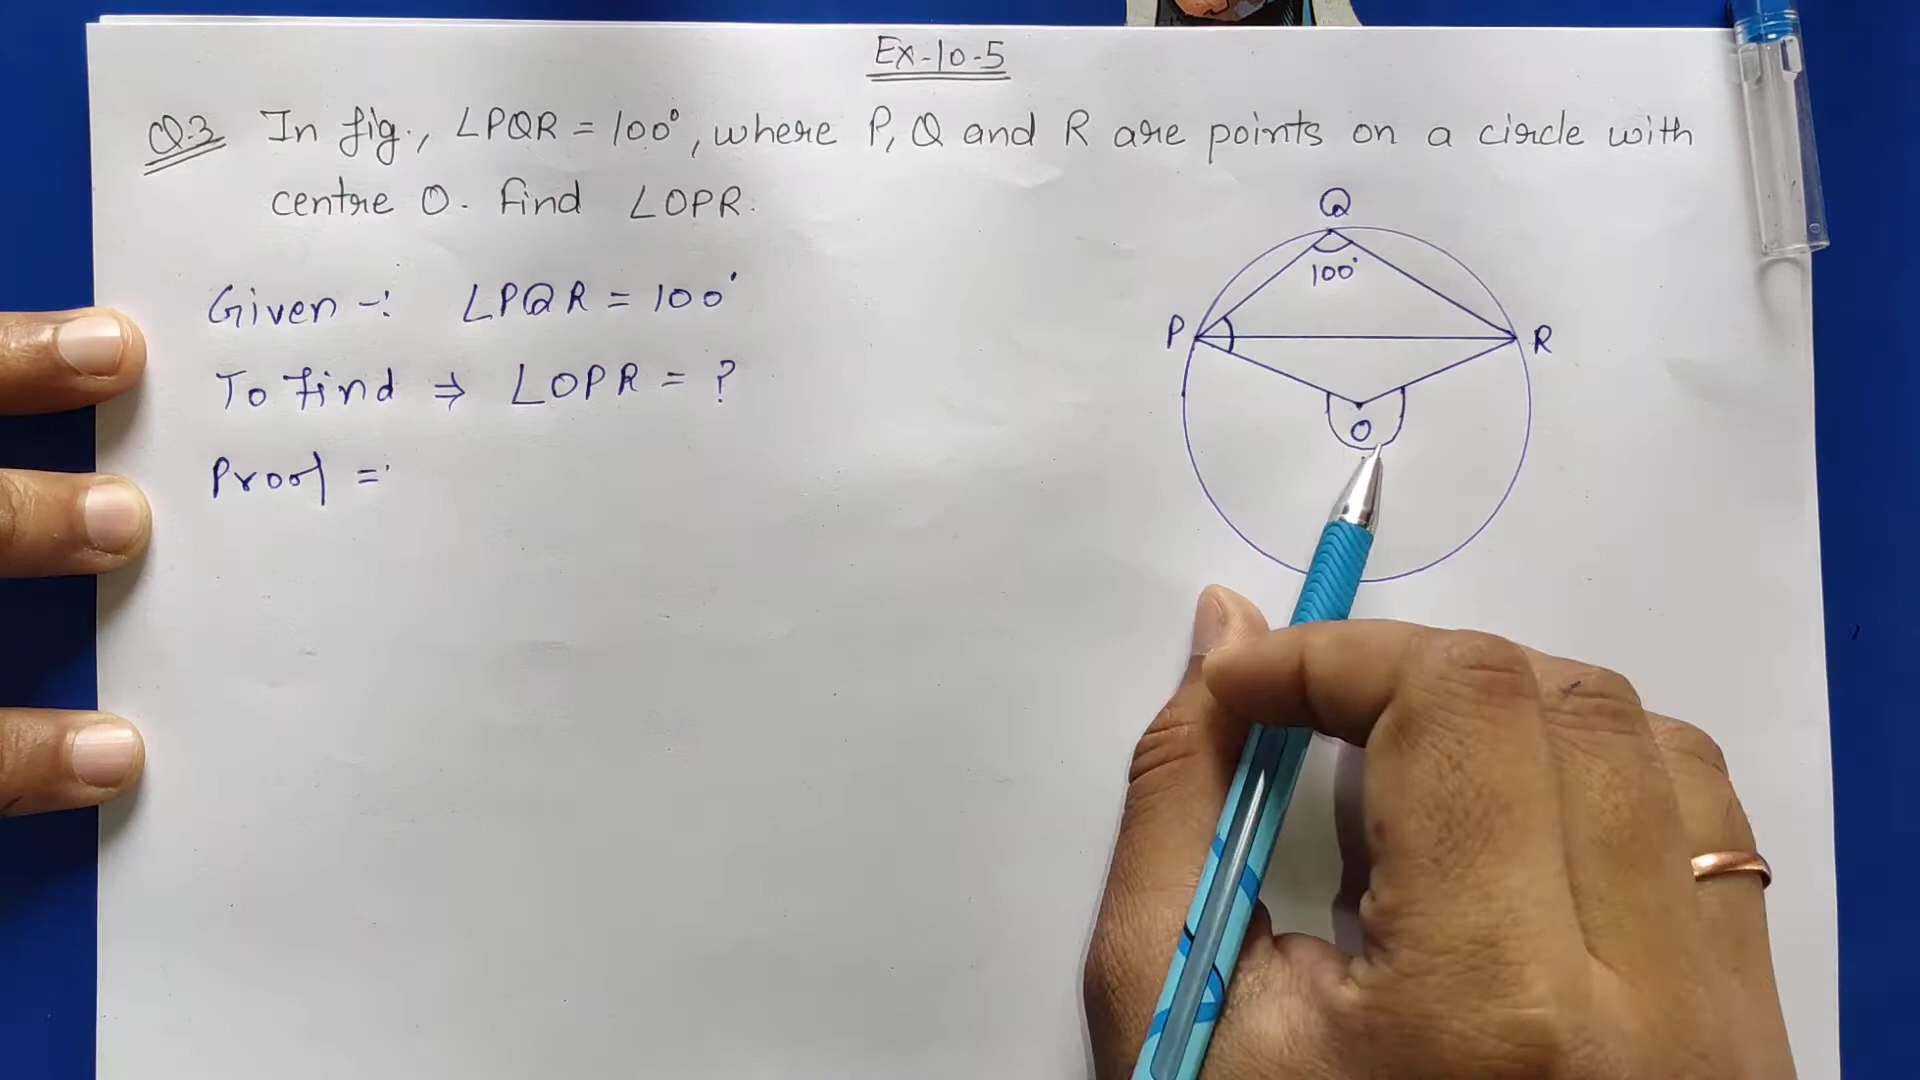 Ex-10.5
Q.3 In fig., ∠PQR = 100°, where P, Q and R are points on a circle with
centre O. Find ∠OPR.
Given -: ∠PQR = 100°
To find ⇒ ∠OPR = ?
Proof =:
Q
100°
P
R
O